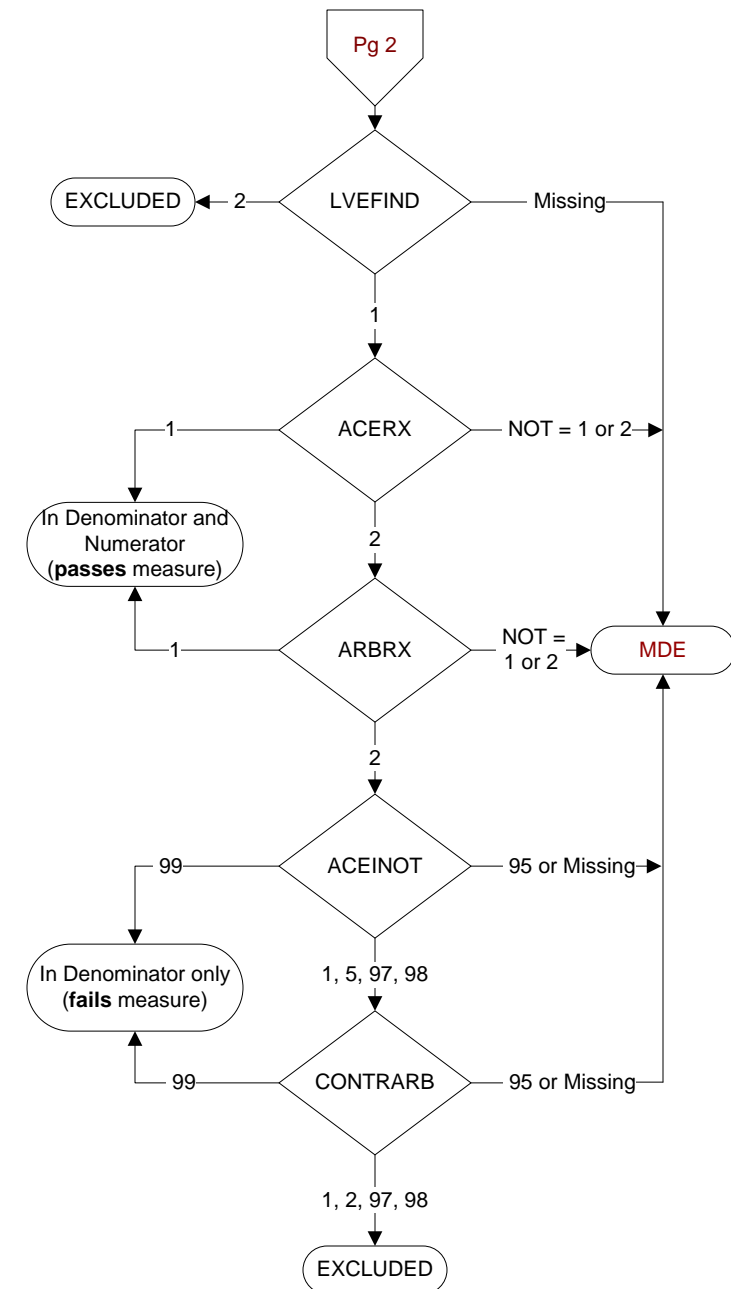 Pg 2
EXCLUDED
2
LVEFIND
Missing
1
1
ACERX
NOT = 1 or 2
In Denominator and
Numerator
(passes measure)
2
1
ARBRX
NOT =
1 or 2
MDE
2
99
ACEINOT
95 or Missing
In Denominator only
(fails measure)
1, 5, 97, 98
99
CONTRARB
95 or Missing
1, 2, 97, 98
EXCLUDED